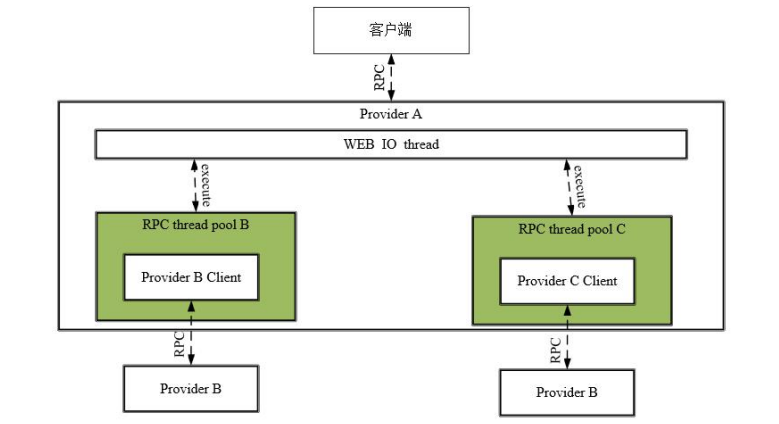 客户端
RPC
Provider A
WEB IO thread
execute
execute
RPC thread pool B
RPC thread pool C
Provider B Client
Provider C Client
RPC
RPC
Provider B
Provider B